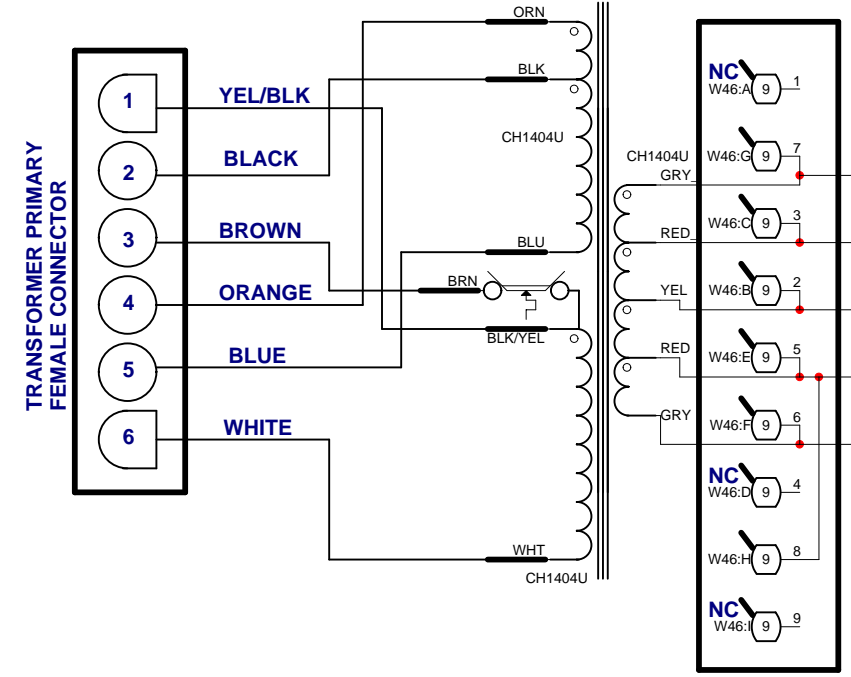 TRANSFORMER PRIMARY
FEMALE CONNECTOR
1
2
3
4
5
6
YEL/BLK
BLACK
BROWN
ORANGE
BLUE
WHITE
ORN
BLK
CH1404U
BLU
BRN
BLK/YEL
WHT
CH1404U
CH1404U
GRY
RED
YEL
RED
GRY
NC
W46:A 9 1
W46:G 9 7
W46:C 9 3
W46:B 9 2
W46:E 9 5
W46:F 9 6
NC
W46:D 9 4
W46:H 9 8
NC
W46:I 9 9